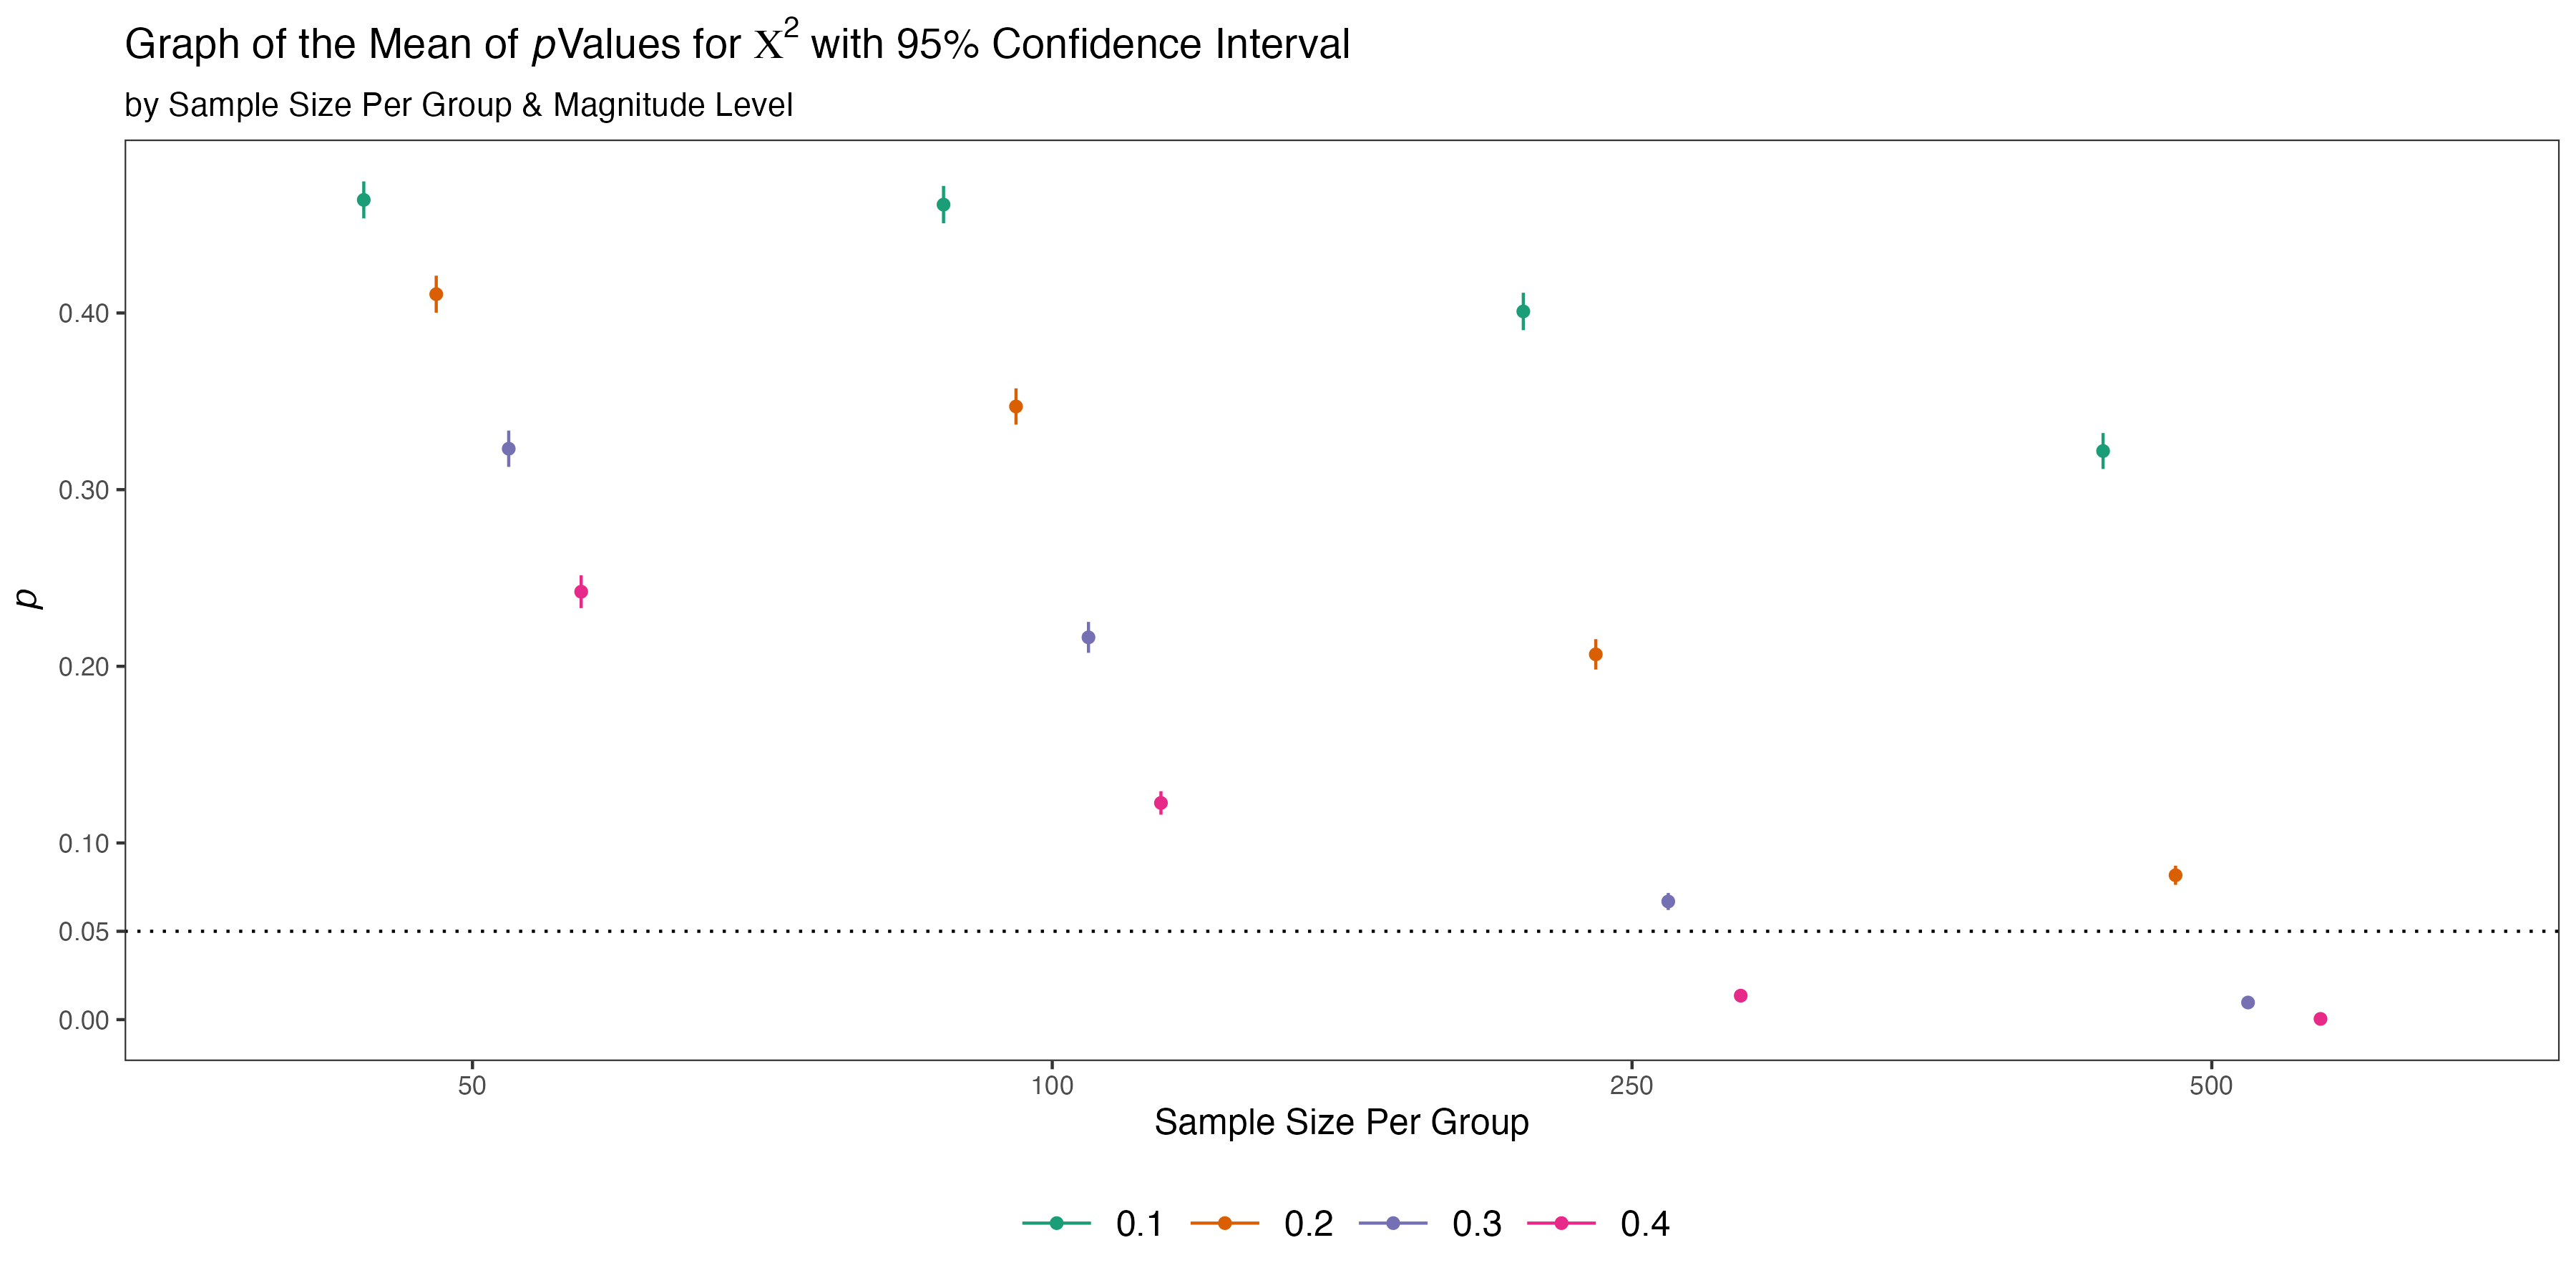 Graph of the Mean of pValues for X² with 95% Confidence Interval
by Sample Size Per Group & Magnitude Level
p
0.40
0.30
0.20
0.10
0.05
0.00
50 100 250 500
Sample Size Per Group
0.1 0.2 0.3 0.4